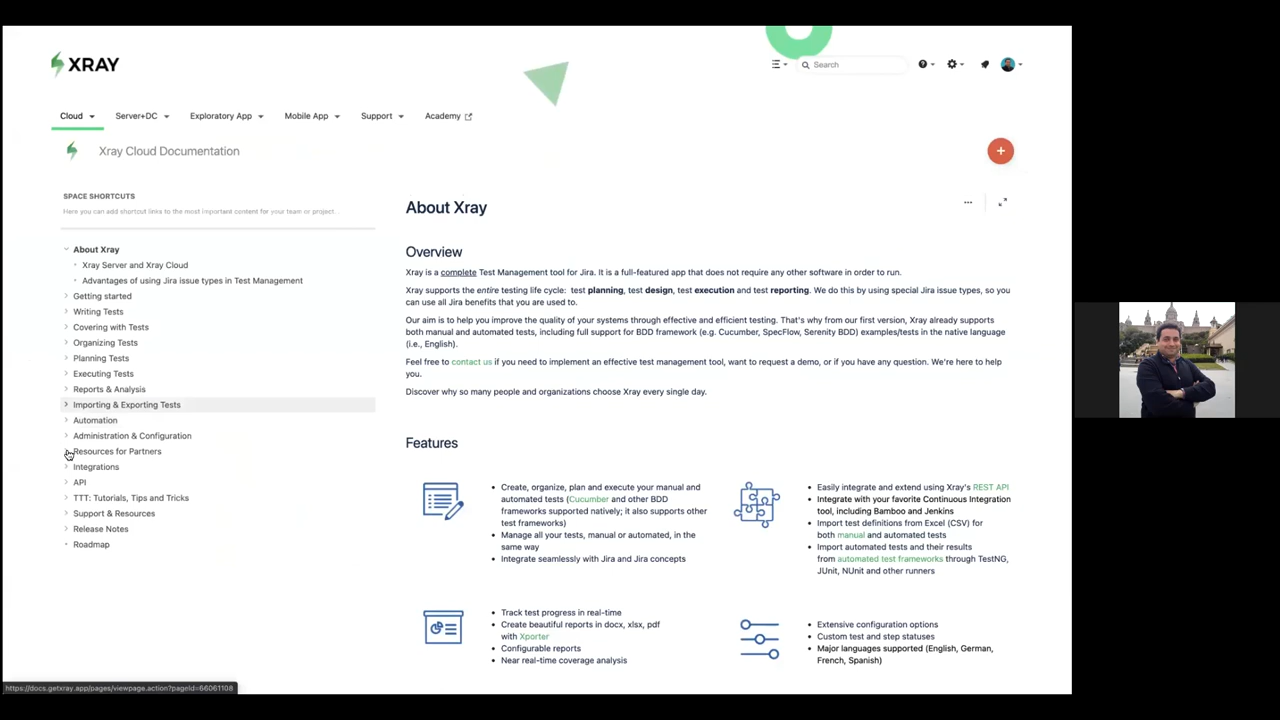 XRAY
Search
Cloud
Server+DC
Exploratory App
Mobile App
Support
Academy
Xray Cloud Documentation
SPACE SHORTCUTS
Here you can add shortcut links to the most important content for your team or project.
About Xray
Xray Server and Xray Cloud
Advantages of using Jira issue types in Test Management
Getting started
Writing Tests
Covering with Tests
Organizing Tests
Planning Tests
Executing Tests
Reports & Analysis
Importing & Exporting Tests
Automation
Administration & Configuration
Resources for Partners
Integrations
API
TTT: Tutorials, Tips and Tricks
Support & Resources
Release Notes
Roadmap
About Xray
Overview
Xray is a complete Test Management tool for Jira. It is a full-featured app that does not require any other software in order to run.
Xray supports the entire testing life cycle: test planning, test design, test execution and test reporting. We do this by using special Jira issue types, so you
can use all Jira benefits that you are used to.
Our aim is to help you improve the quality of your systems through effective and efficient testing. That's why from our first version, Xray already supports
both manual and automated tests, including full support for BDD framework (e.g. Cucumber, SpecFlow, Serenity BDD) examples/tests in the native language
(i.e., English).
Feel free to contact us if you need to implement an effective test management tool, want to request a demo, or if you have any question. We're here to help
you.
Discover why so many people and organizations choose Xray every single day.
Features
Create, organize, plan and execute your manual and
automated tests (Cucumber and other BDD
frameworks supported natively; it also supports other
test frameworks)
Manage all your tests, manual or automated, in the
same way
Integrate seamlessly with Jira and Jira concepts
Easily integrate and extend using Xray's REST API
Integrate with your favorite Continuous Integration
tool, including Bamboo and Jenkins
Import test definitions from Excel (CSV) for
both manual and automated tests
Import automated tests and their results
from automated test frameworks through TestNG,
JUnit, NUnit and other runners
Track test progress in real-time
Create beautiful reports in docx, xlsx, pdf
with Xporter
Configurable reports
Near real-time coverage analysis
Extensive configuration options
Custom test and step statuses
Major languages supported (English, German,
French, Spanish)
https://docs.getxray.app/pages/viewpage.action?pageId=66061108